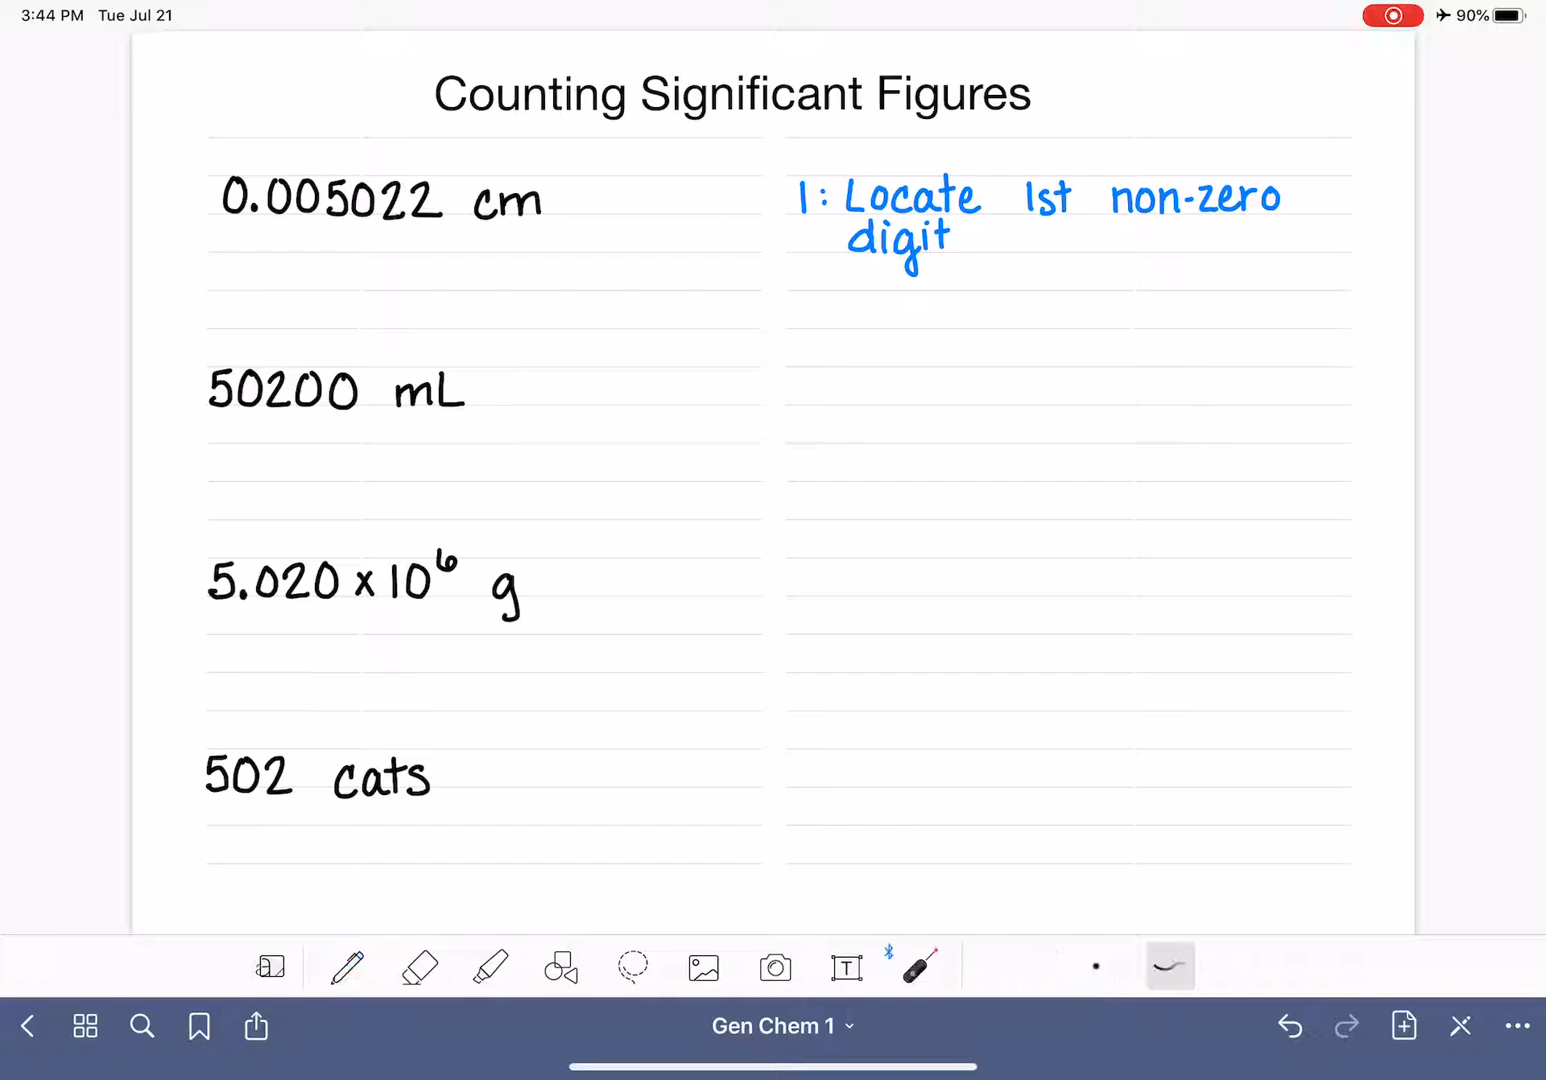 3:44 PM Tue Jul 21
90%
Counting Significant Figures
0.005022 cm
1: Locate 1st non-zero
digit
50200 mL
5.020 x 10⁶ g
502 cats
T
Gen Chem 1